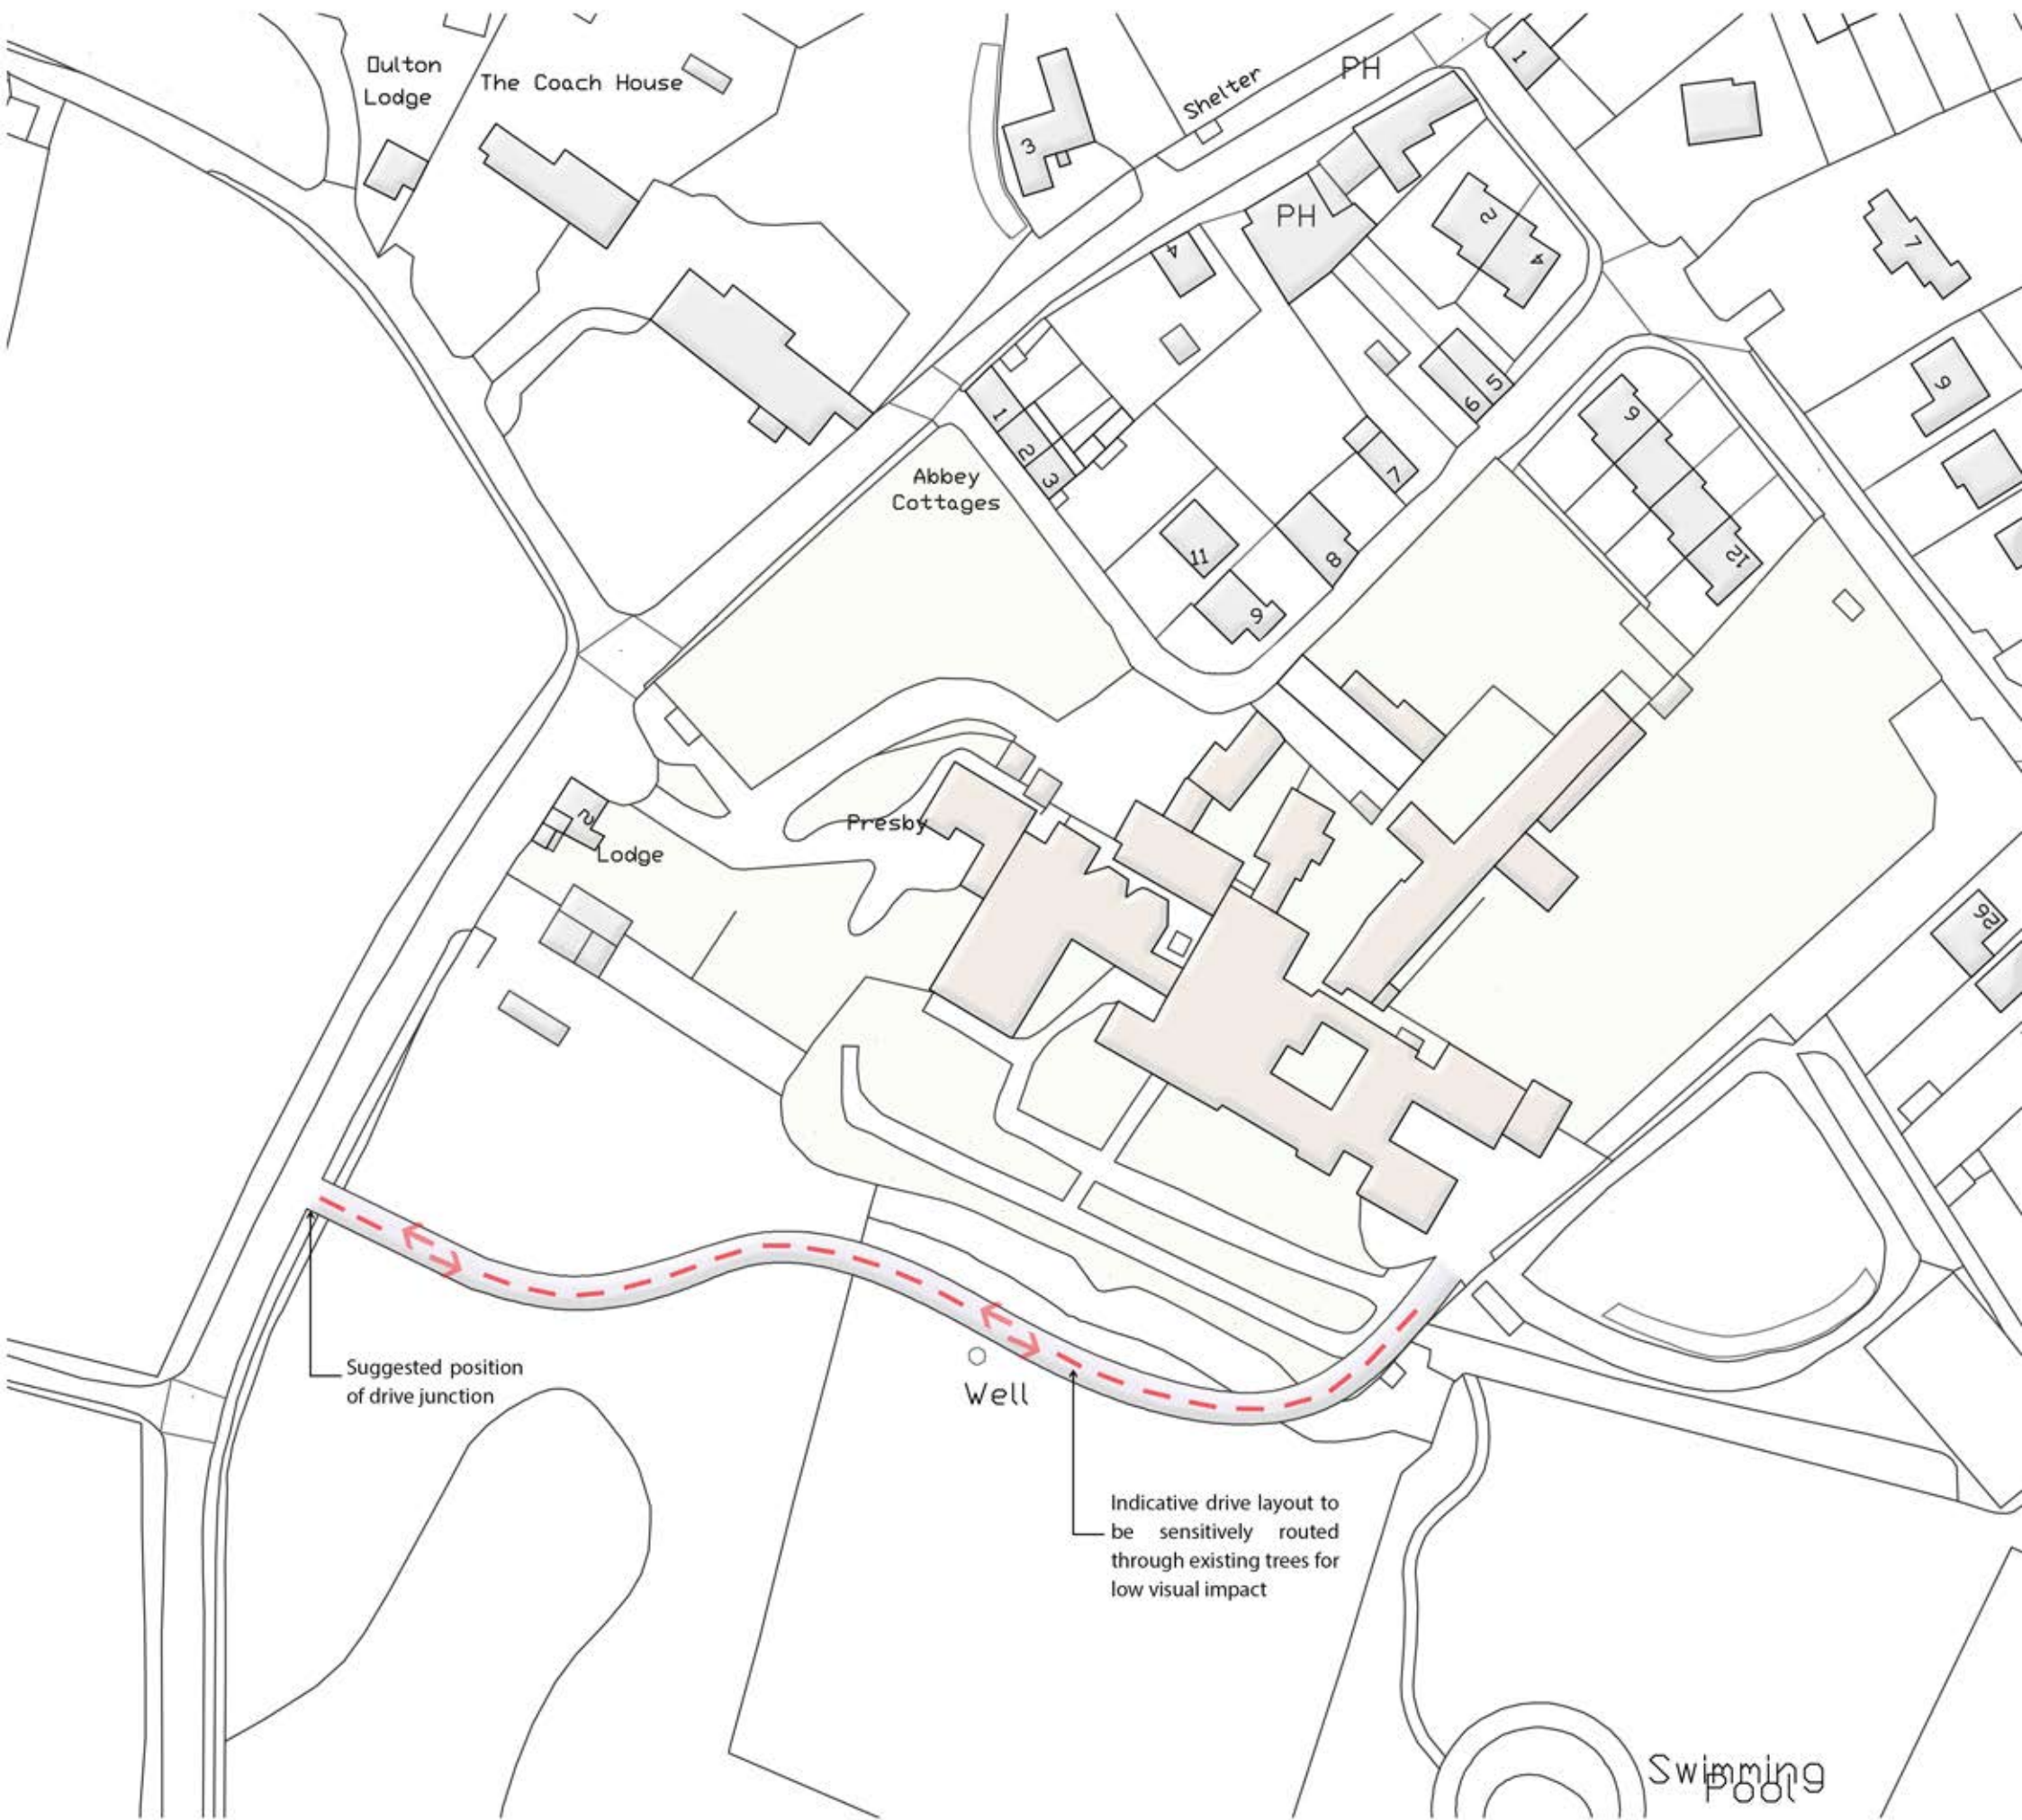 Oulton
Lodge
The Coach House
3
Shelter
PH
1
PH
4
2
4
7
1
2
3
5
6
9
9
7
Abbey
Cottages
11
8
9
12
2
Lodge
Presby
26
Suggested position
of drive junction
Well
Indicative drive layout to
be sensitively routed
through existing trees for
low visual impact
Swimming
Pool